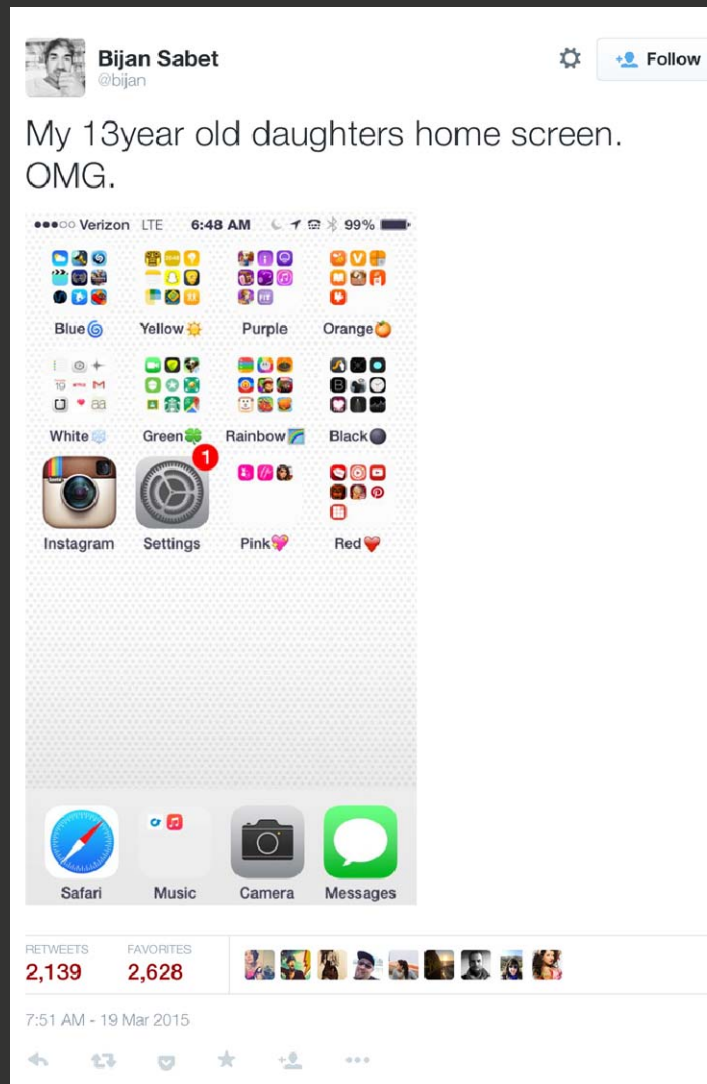 Bijan Sabet
@bijan
Follow
My 13year old daughters home screen.
OMG.
Verizon LTE 6:48 AM 99%
Blue🌀 Yellow☀️ Purple Orange🍊
White❄️ Green🍀 Rainbow🌈 Black🌑
1
Instagram Settings Pink💖 Red❤️
Safari Music Camera Messages
RETWEETS FAVORITES
2,139 2,628
7:51 AM - 19 Mar 2015